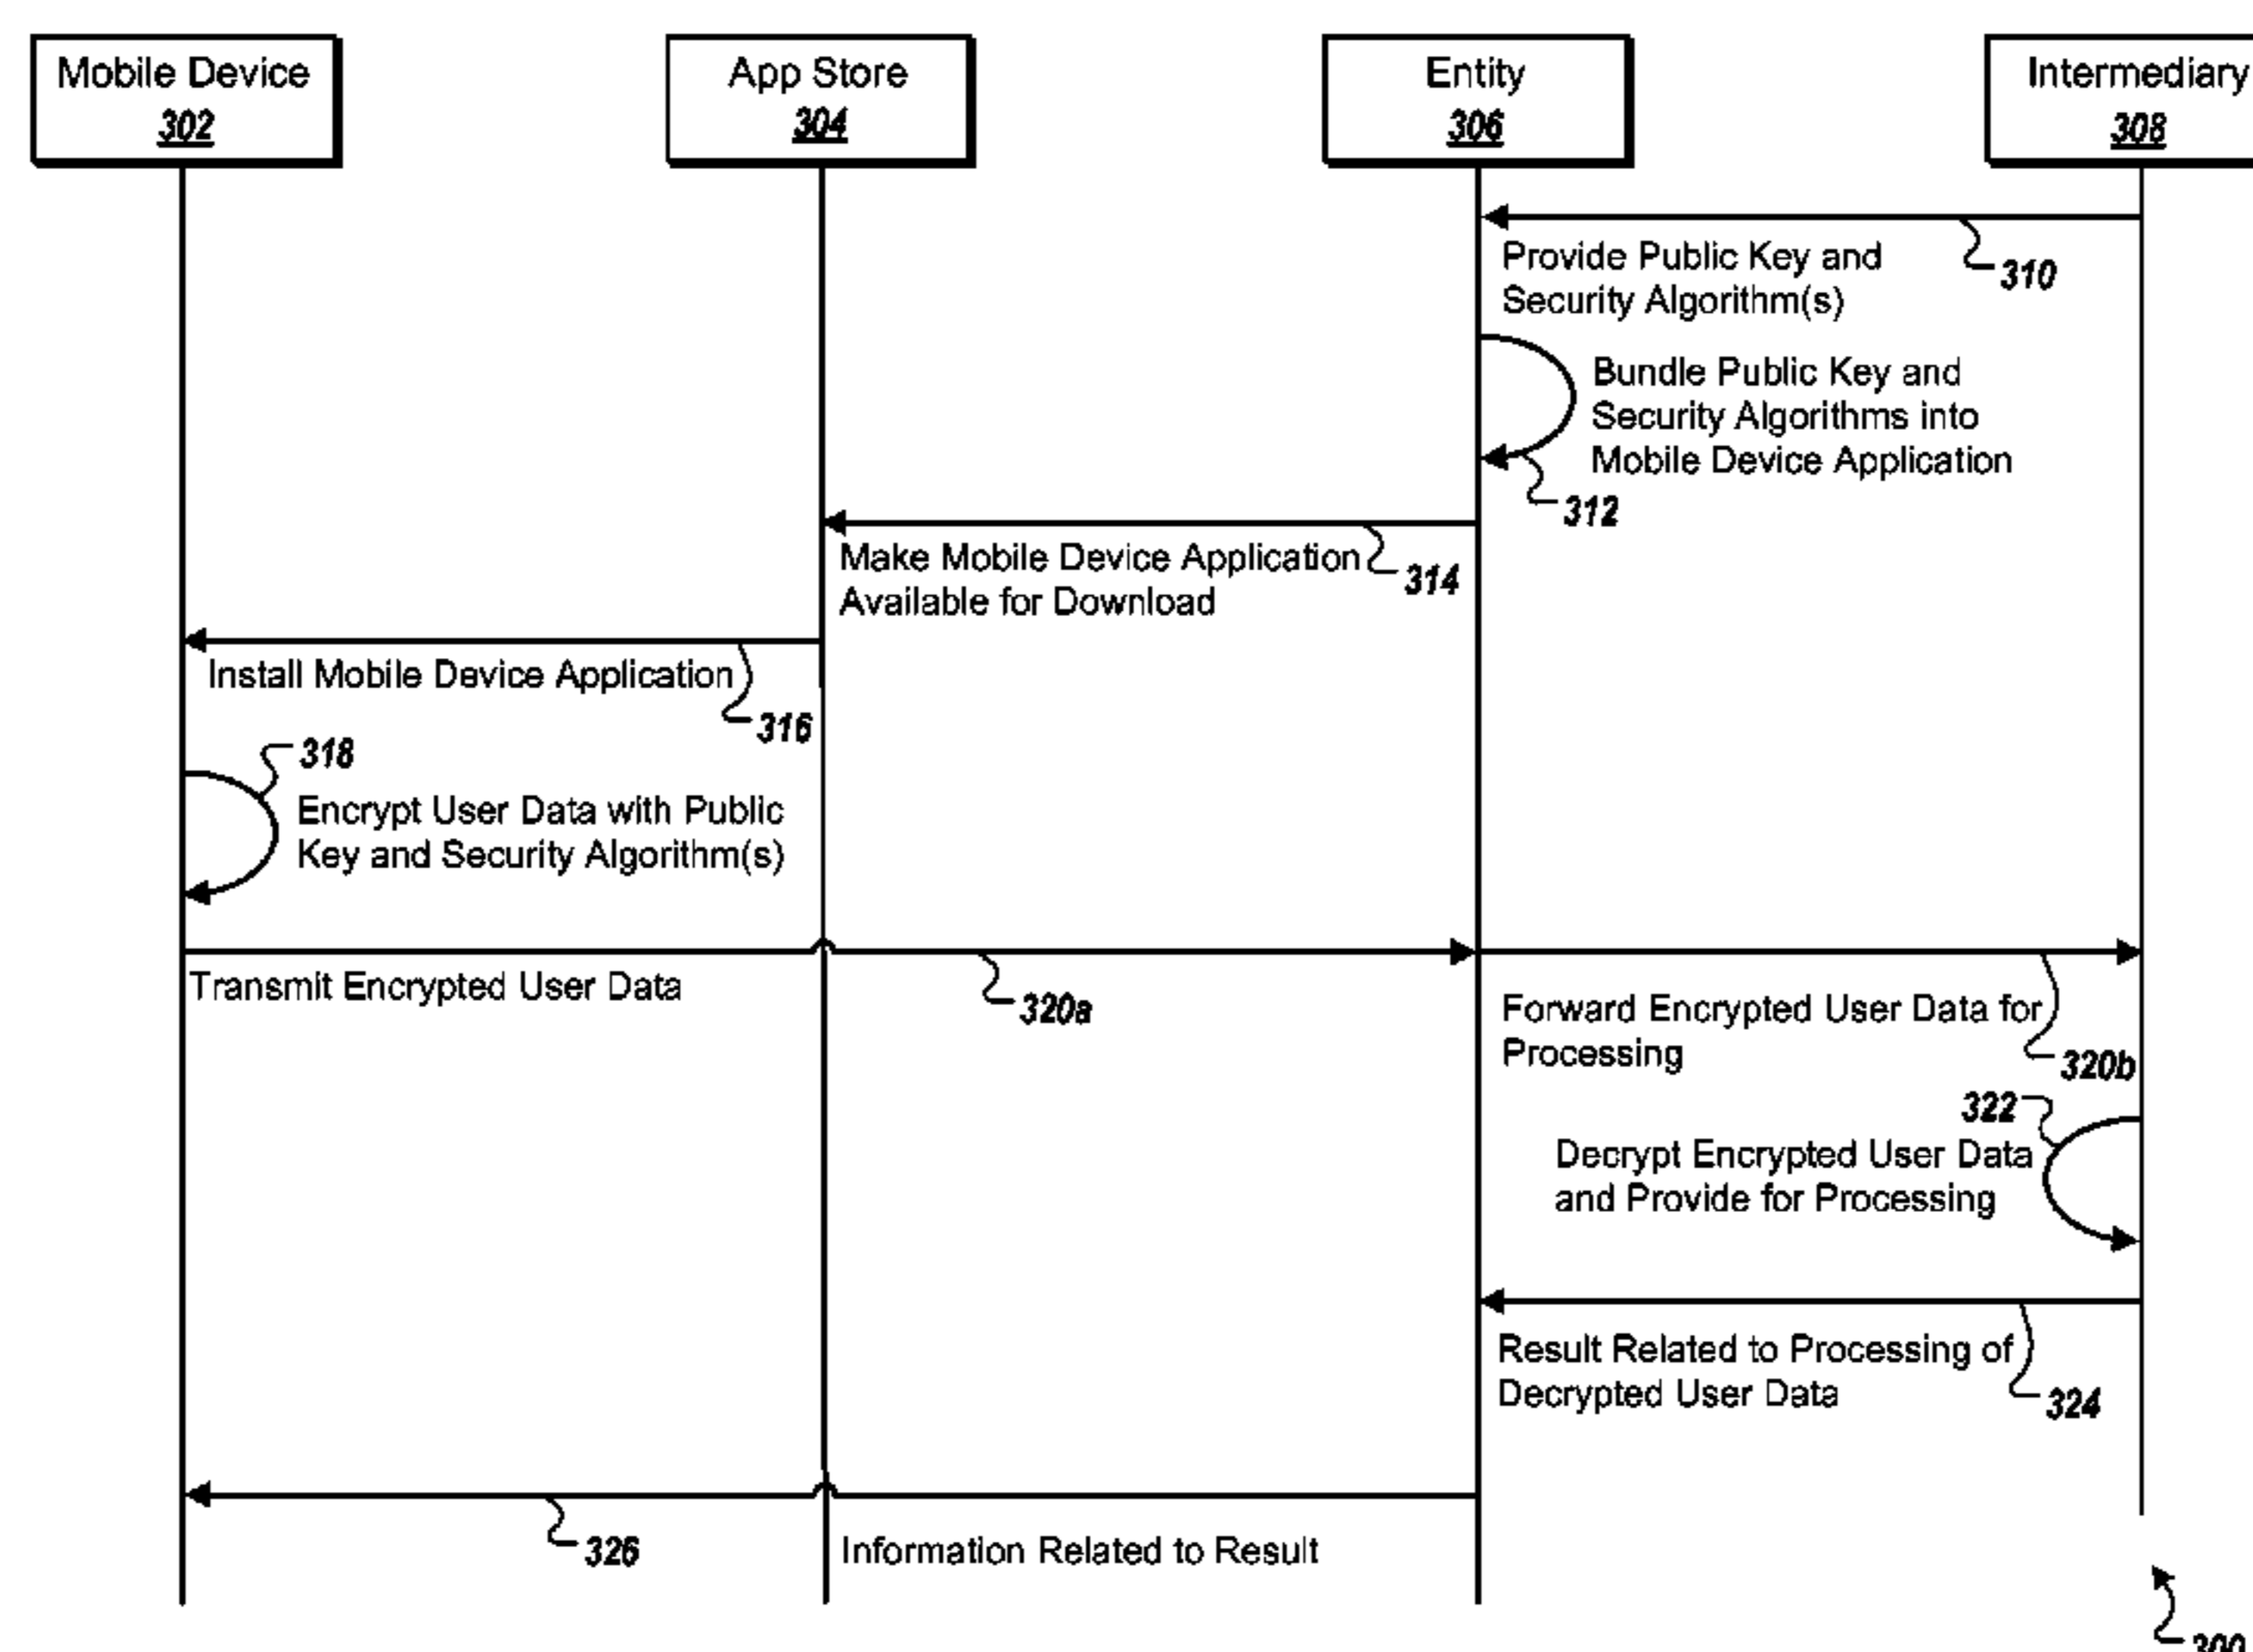 Mobile Device
302
App Store
304
Entity
306
Intermediary
308
Provide Public Key and
Security Algorithm(s)
310
Bundle Public Key and
Security Algorithms into
Mobile Device Application
312
Make Mobile Device Application
Available for Download
314
Install Mobile Device Application
316
318
Encrypt User Data with Public
Key and Security Algorithm(s)
Transmit Encrypted User Data
320a
Forward Encrypted User Data for
Processing
320b
322
Decrypt Encrypted User Data
and Provide for Processing
Result Related to Processing of
Decrypted User Data
324
326
Information Related to Result
300